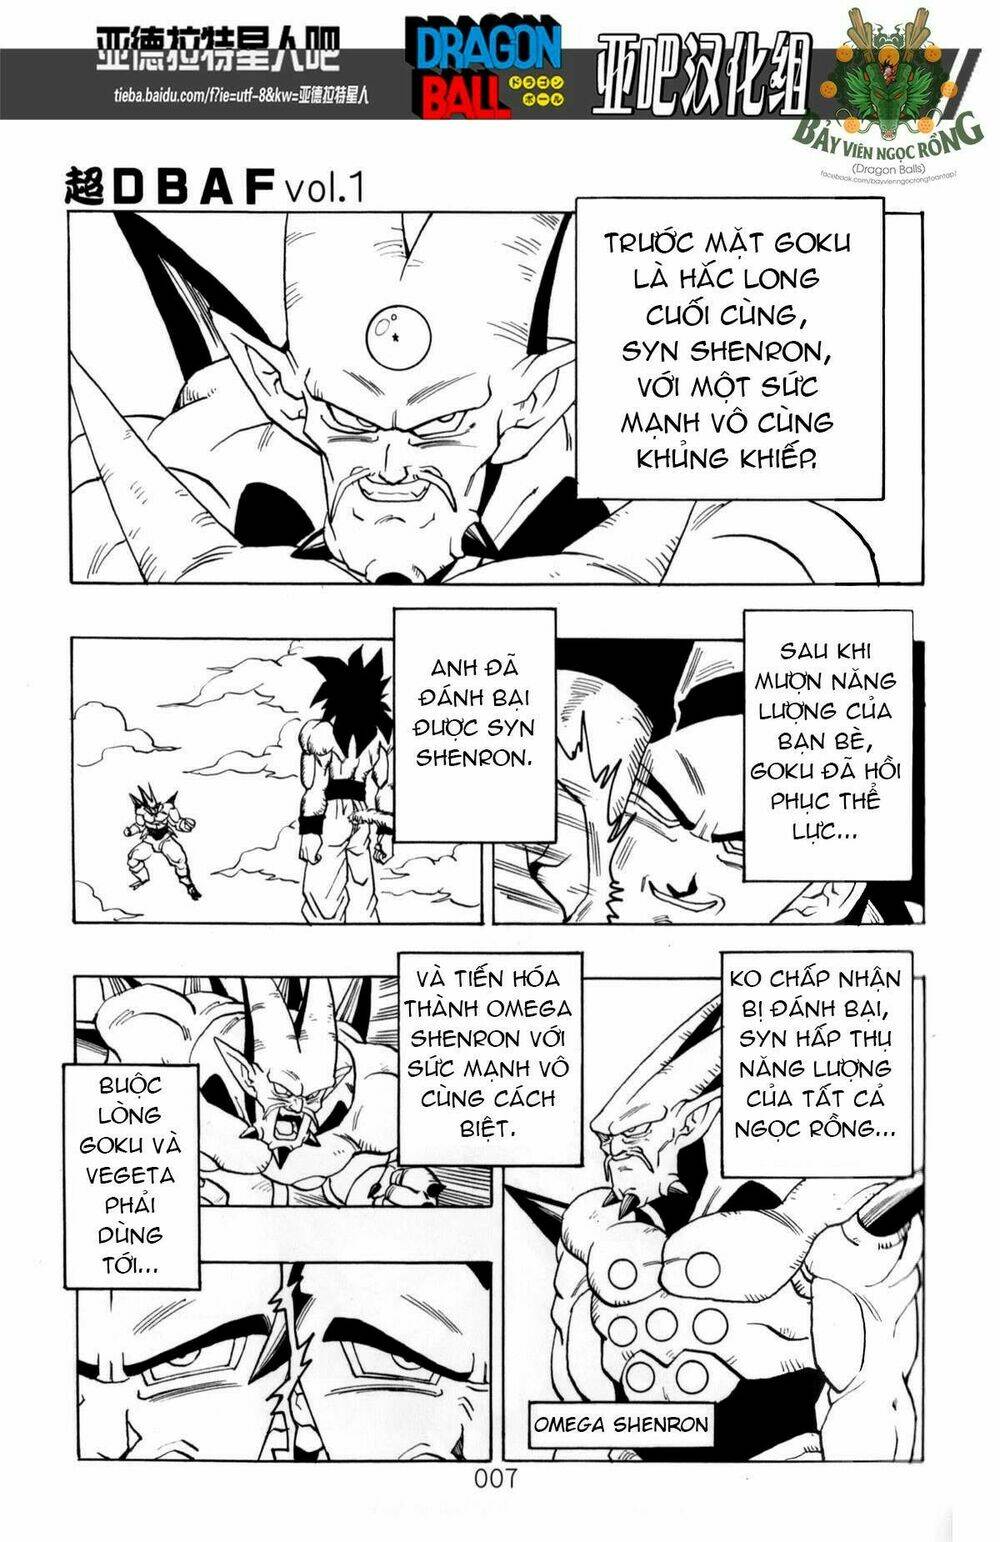 亚德拉特星人吧
tieba.baidu.com/f?ie=utf-8&kw=亚德拉特星人
DRAGON
BALL
ドラゴン
ボール
亚吧汉化组
BẢY VIÊN NGỌC RỒNG
(Dragon Balls)
facebook.com/bayvienngocrongtoantap/
超DBAF vol.1
TRƯỚC MẶT GOKU
LÀ HẮC LONG
CUỐI CÙNG,
SYN SHENRON,
VỚI MỘT SỨC
MẠNH VÔ CÙNG
KHỦNG KHIẾP.
SAU KHI
MƯỢN NĂNG
LƯỢNG CỦA
BẠN BÈ,
GOKU ĐÃ HỒI
PHỤC THỂ
LỰC...
ANH ĐÃ
ĐÁNH BẠI
ĐƯỢC SYN
SHENRON.
KO CHẤP NHẬN
BỊ ĐÁNH BẠI,
SYN HẤP THỤ
NĂNG LƯỢNG
CỦA TẤT CẢ
NGỌC RỒNG...
VÀ TIẾN HÓA
THÀNH OMEGA
SHENRON VỚI
SỨC MẠNH VÔ
CÙNG CÁCH
BIỆT.
BUỘC
LÒNG
GOKU VÀ
VEGETA
PHẢI
DÙNG
TỚI...
OMEGA SHENRON
007